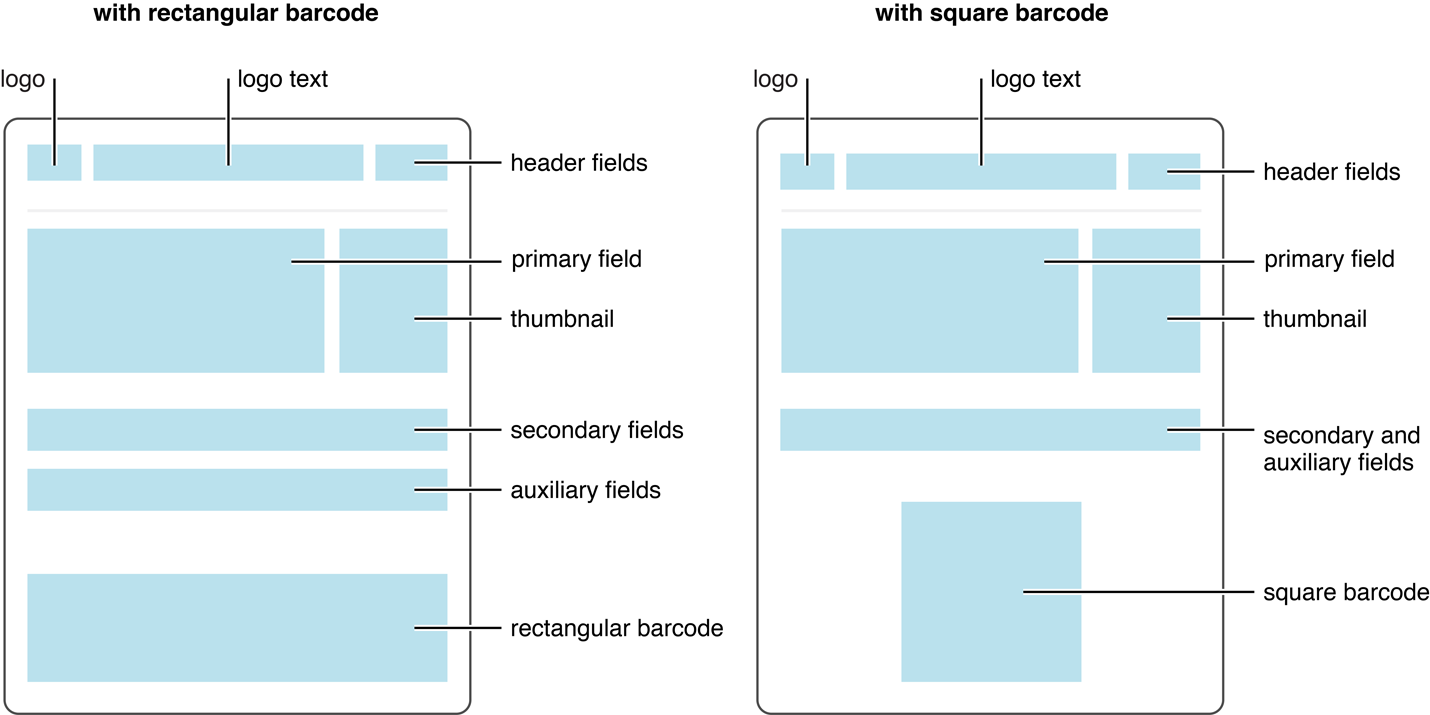 with rectangular barcode
logo
logo text
header fields
primary field
thumbnail
secondary fields
auxiliary fields
rectangular barcode
with square barcode
logo
logo text
header fields
primary field
thumbnail
secondary and
auxiliary fields
square barcode